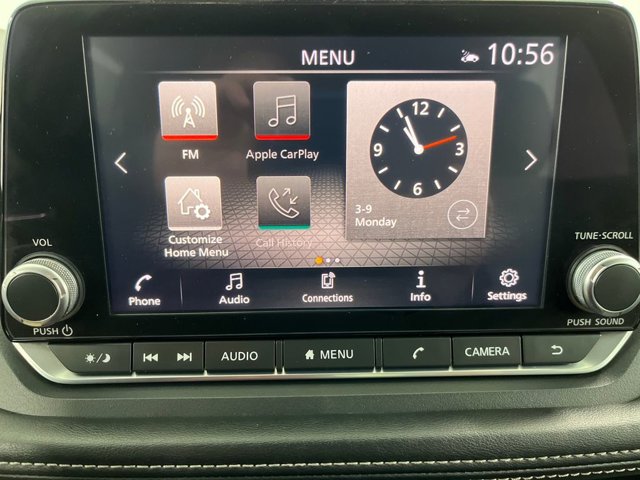 MENU
10:56
FM
Apple CarPlay
12
9
3
6
Customize
Home Menu
Call History
3-9
Monday
Phone
Audio
Connections
Info
Settings
VOL
TUNE·SCROLL
PUSH
PUSH SOUND
AUDIO
MENU
CAMERA